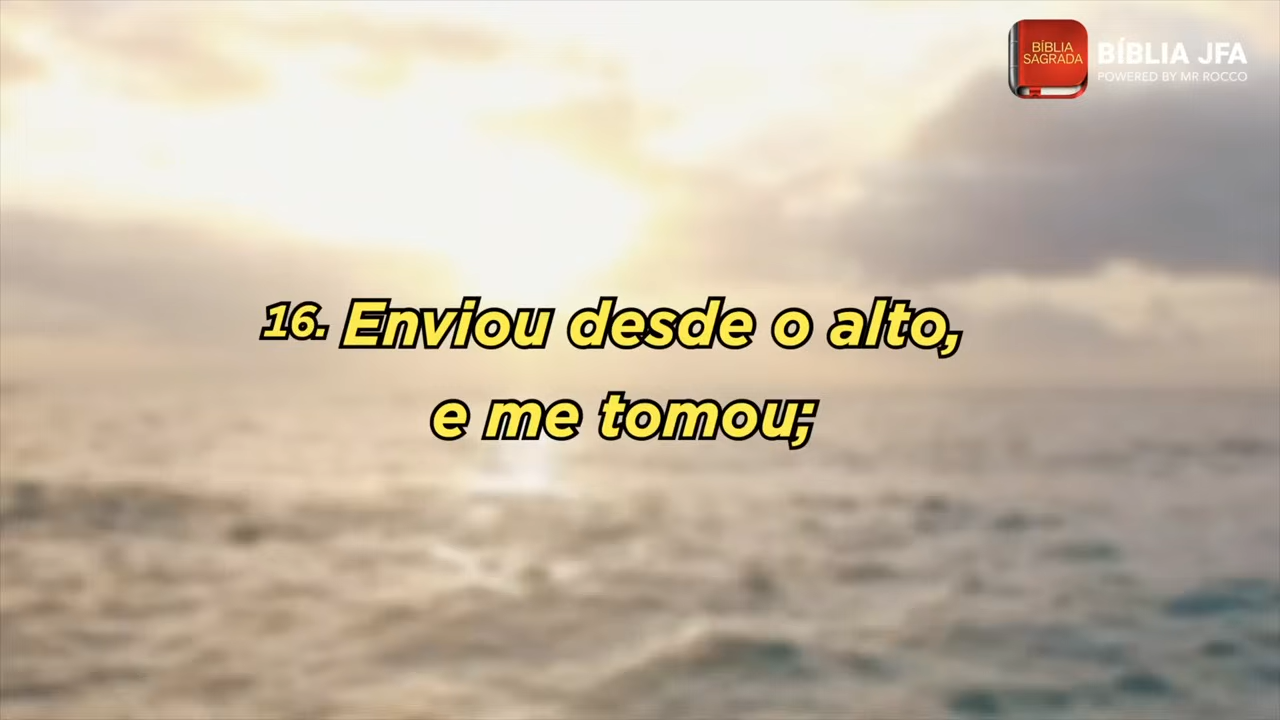 BÍBLIA
SAGRADA
BÍBLIA JFA
POWERED BY MR ROCCO
16. Enviou desde o alto,
e me tomou;